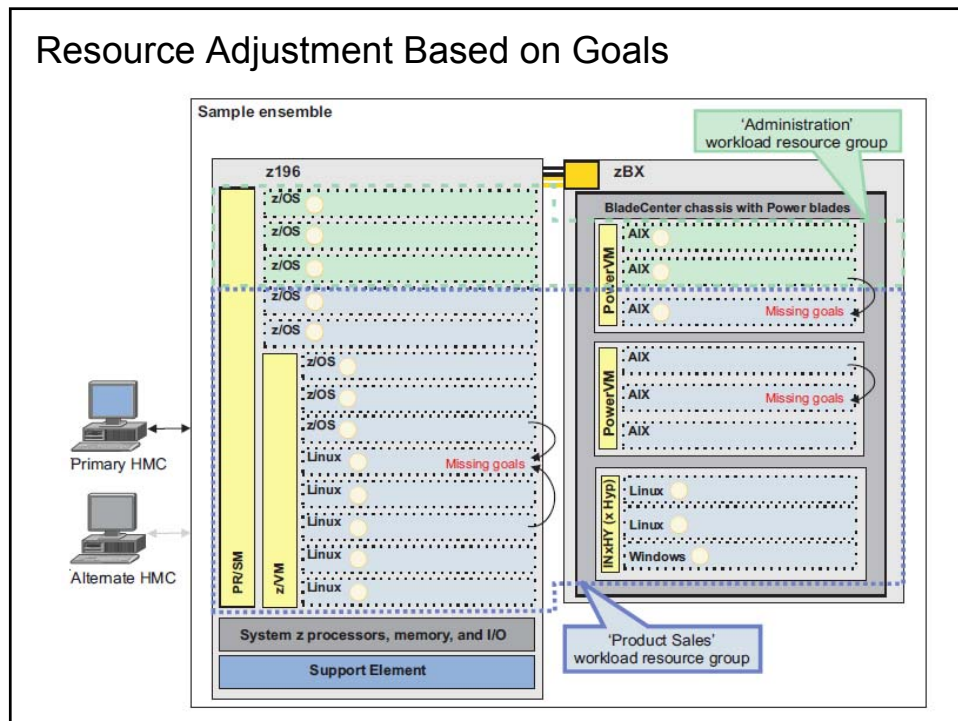 Resource Adjustment Based on Goals
Sample ensemble
'Administration'
workload resource group
z196
zBX
z/OS
z/OS
z/OS
z/OS
z/OS
z/OS
z/OS
z/OS
Linux
Missing goals
Linux
Linux
Linux
Linux
PR/SM
z/VM
System z processors, memory, and I/O
Support Element
BladeCenter chassis with Power blades
PowerVM
AIX
AIX
AIX
Missing goals
PowerVM
AIX
AIX
Missing goals
AIX
INxHY (x Hyp)
Linux
Linux
Windows
Primary HMC
Alternate HMC
'Product Sales'
workload resource group